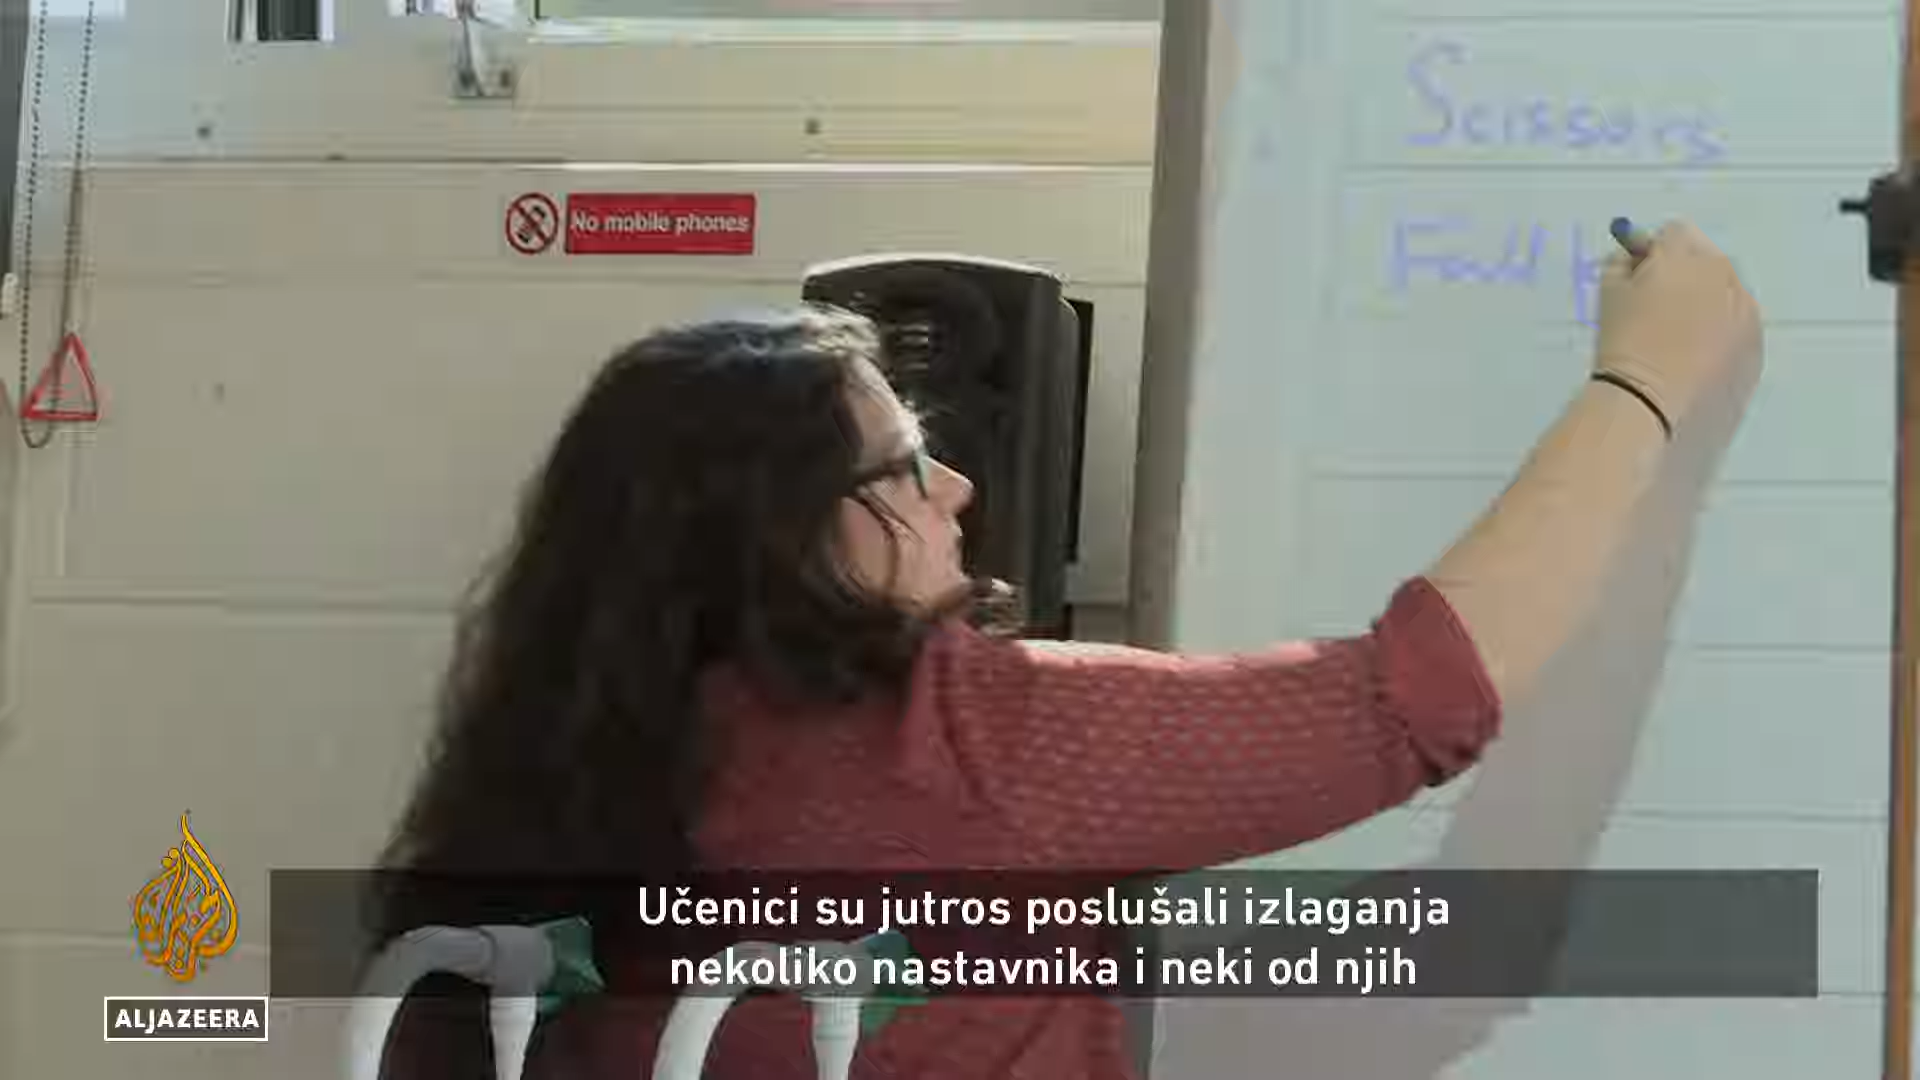 Scissors
No mobile phones
Učenici su jutros poslušali izlaganja
nekoliko nastavnika i neki od njih
ALJAZEERA